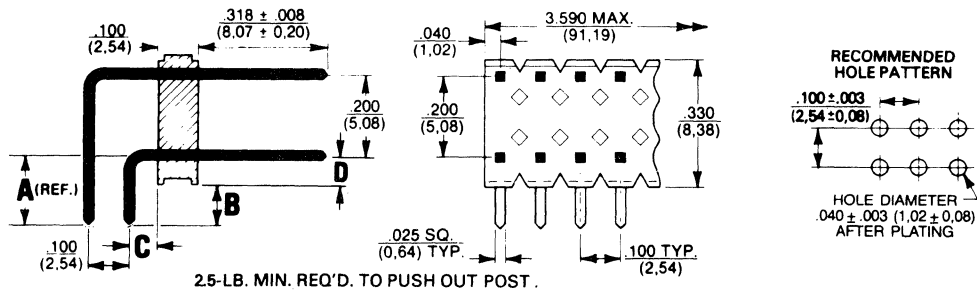 .100
(2,54)
.318 ± .008
(8,07 ± 0,20)
.200
(5,08)
A (REF.)
B
C
D
.100
(2,54)
.040
(1,02)
3.590 MAX.
(91,19)
.200
(5,08)
.330
(8,38)
.025 SQ.
(0,64) TYP.
.100 TYP.
(2,54)
RECOMMENDED
HOLE PATTERN
.100 ±.003
(2,54 ±0,08)
HOLE DIAMETER
.040 ± .003 (1,02 ± 0,08)
AFTER PLATING
2.5-LB. MIN. REQ'D. TO PUSH OUT POST .